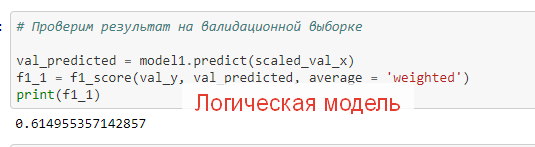 :
# Проверим результат на валидационной выборке
val_predicted = model1.predict(scaled_val_x)
f1_1 = f1_score(val_y, val_predicted, average = 'weighted')
print(f1_1)
Логическая модель
0.614955357142857